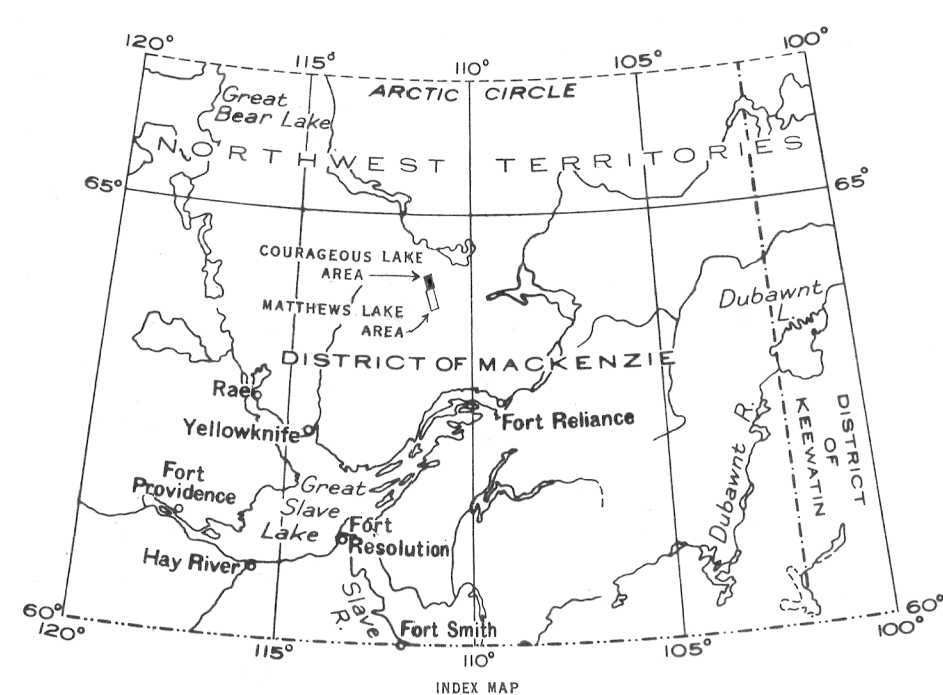 120°
115°
110°
105°
100°
ARCTIC CIRCLE
Great
Bear Lake
NORTHWEST TERRITORIES
65°
65°
COURAGEOUS LAKE
AREA
MATTHEWS LAKE
AREA
Dubawnt
L.
DISTRICT OF MACKENZIE
Rae
Yellowknife
Fort Reliance
DISTRICT
OF
KEEWATIN
Dubawnt R.
Fort
Providence
Great
Slave
Lake
Fort
Resolution
Hay River
Slave
R.
Fort Smith
60°
120°
115°
110°
105°
100°
60°
INDEX MAP